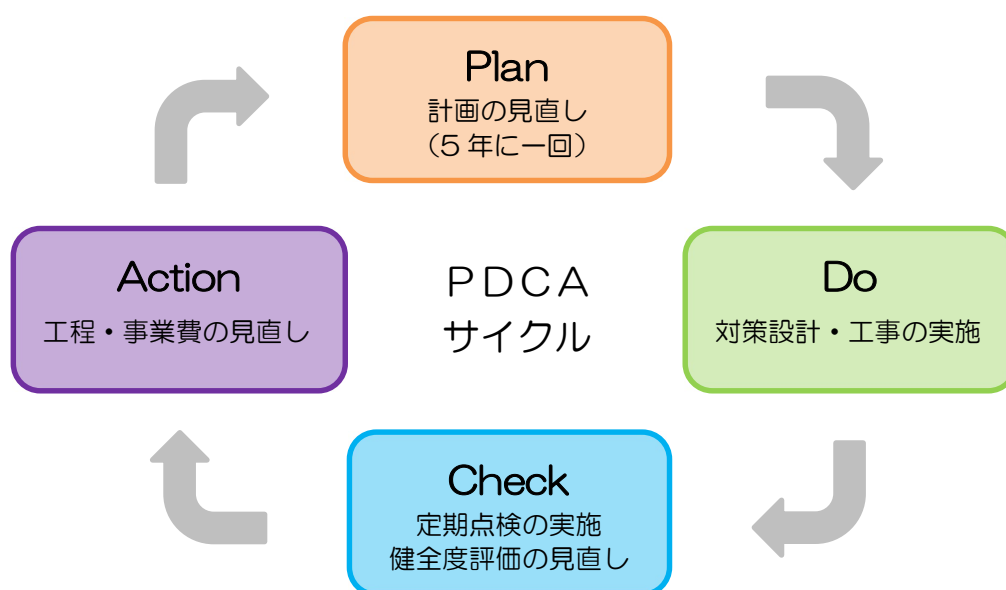 Plan
計画の見直し
（5年に一回）
Do
対策設計・工事の実施
Check
定期点検の実施
健全度評価の見直し
Action
工程・事業費の見直し
ＰＤＣＡ
サイクル